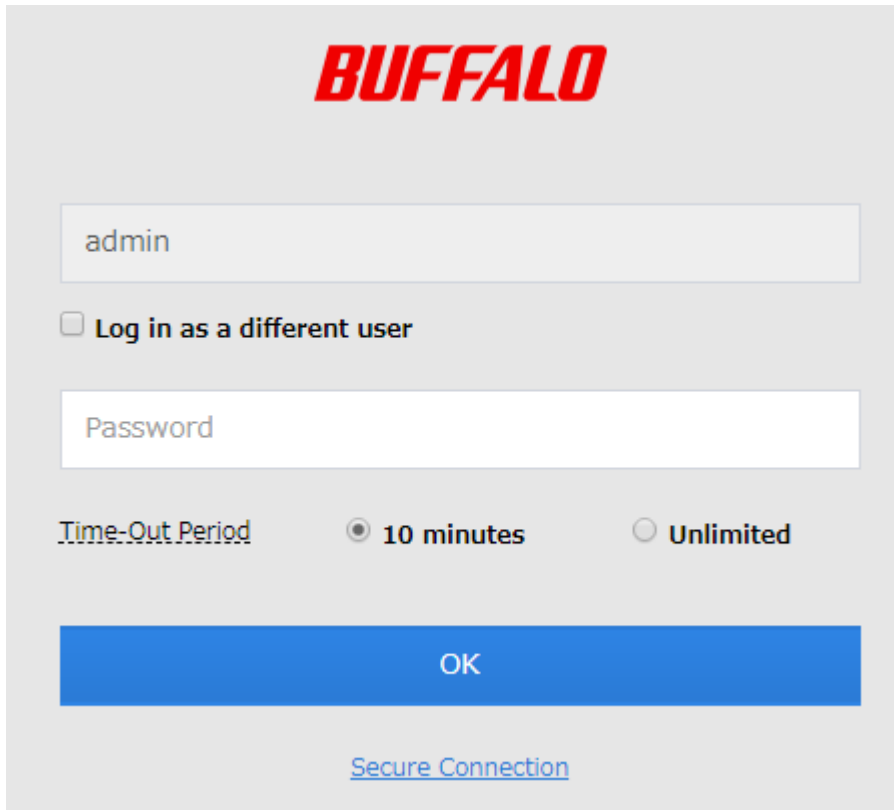 BUFFALO
admin
Log in as a different user
Password
Time-Out Period 10 minutes Unlimited
OK
Secure Connection